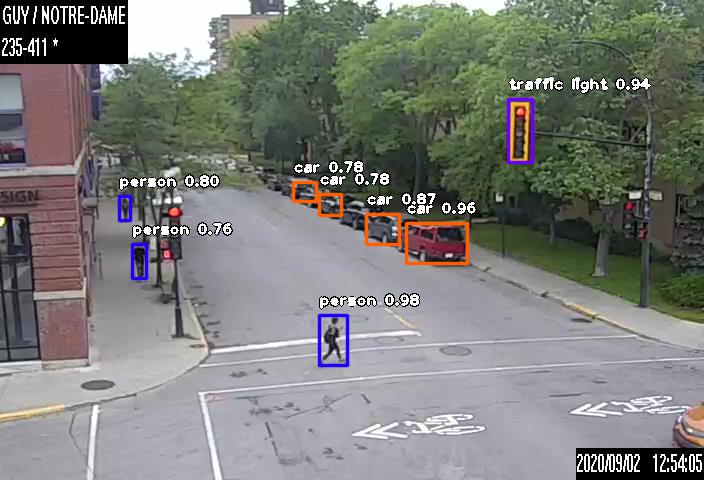 GUY / NOTRE-DAME
235-411 *
traffic light 0.94
car 0.78
car 0.78
person 0.80
car 0.87
car 0.96
person 0.76
person 0.98
SIGN
2020/09/02 12:54:05